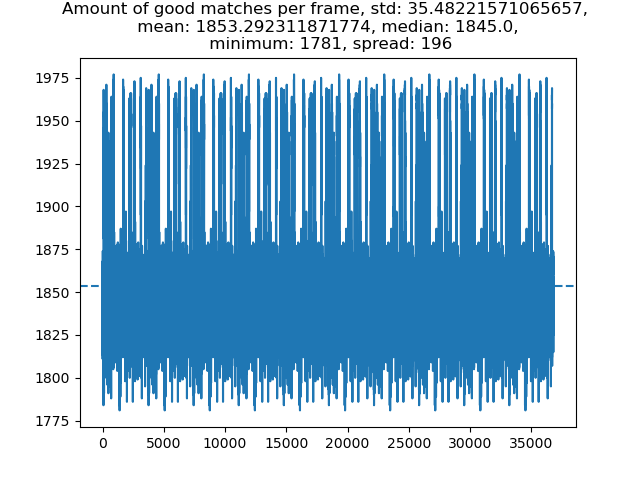 Amount of good matches per frame, std: 35.48221571065657,
mean: 1853.292311871774, median: 1845.0,
minimum: 1781, spread: 196
1975
1950
1925
1900
1875
1850
1825
1800
1775
0 5000 10000 15000 20000 25000 30000 35000